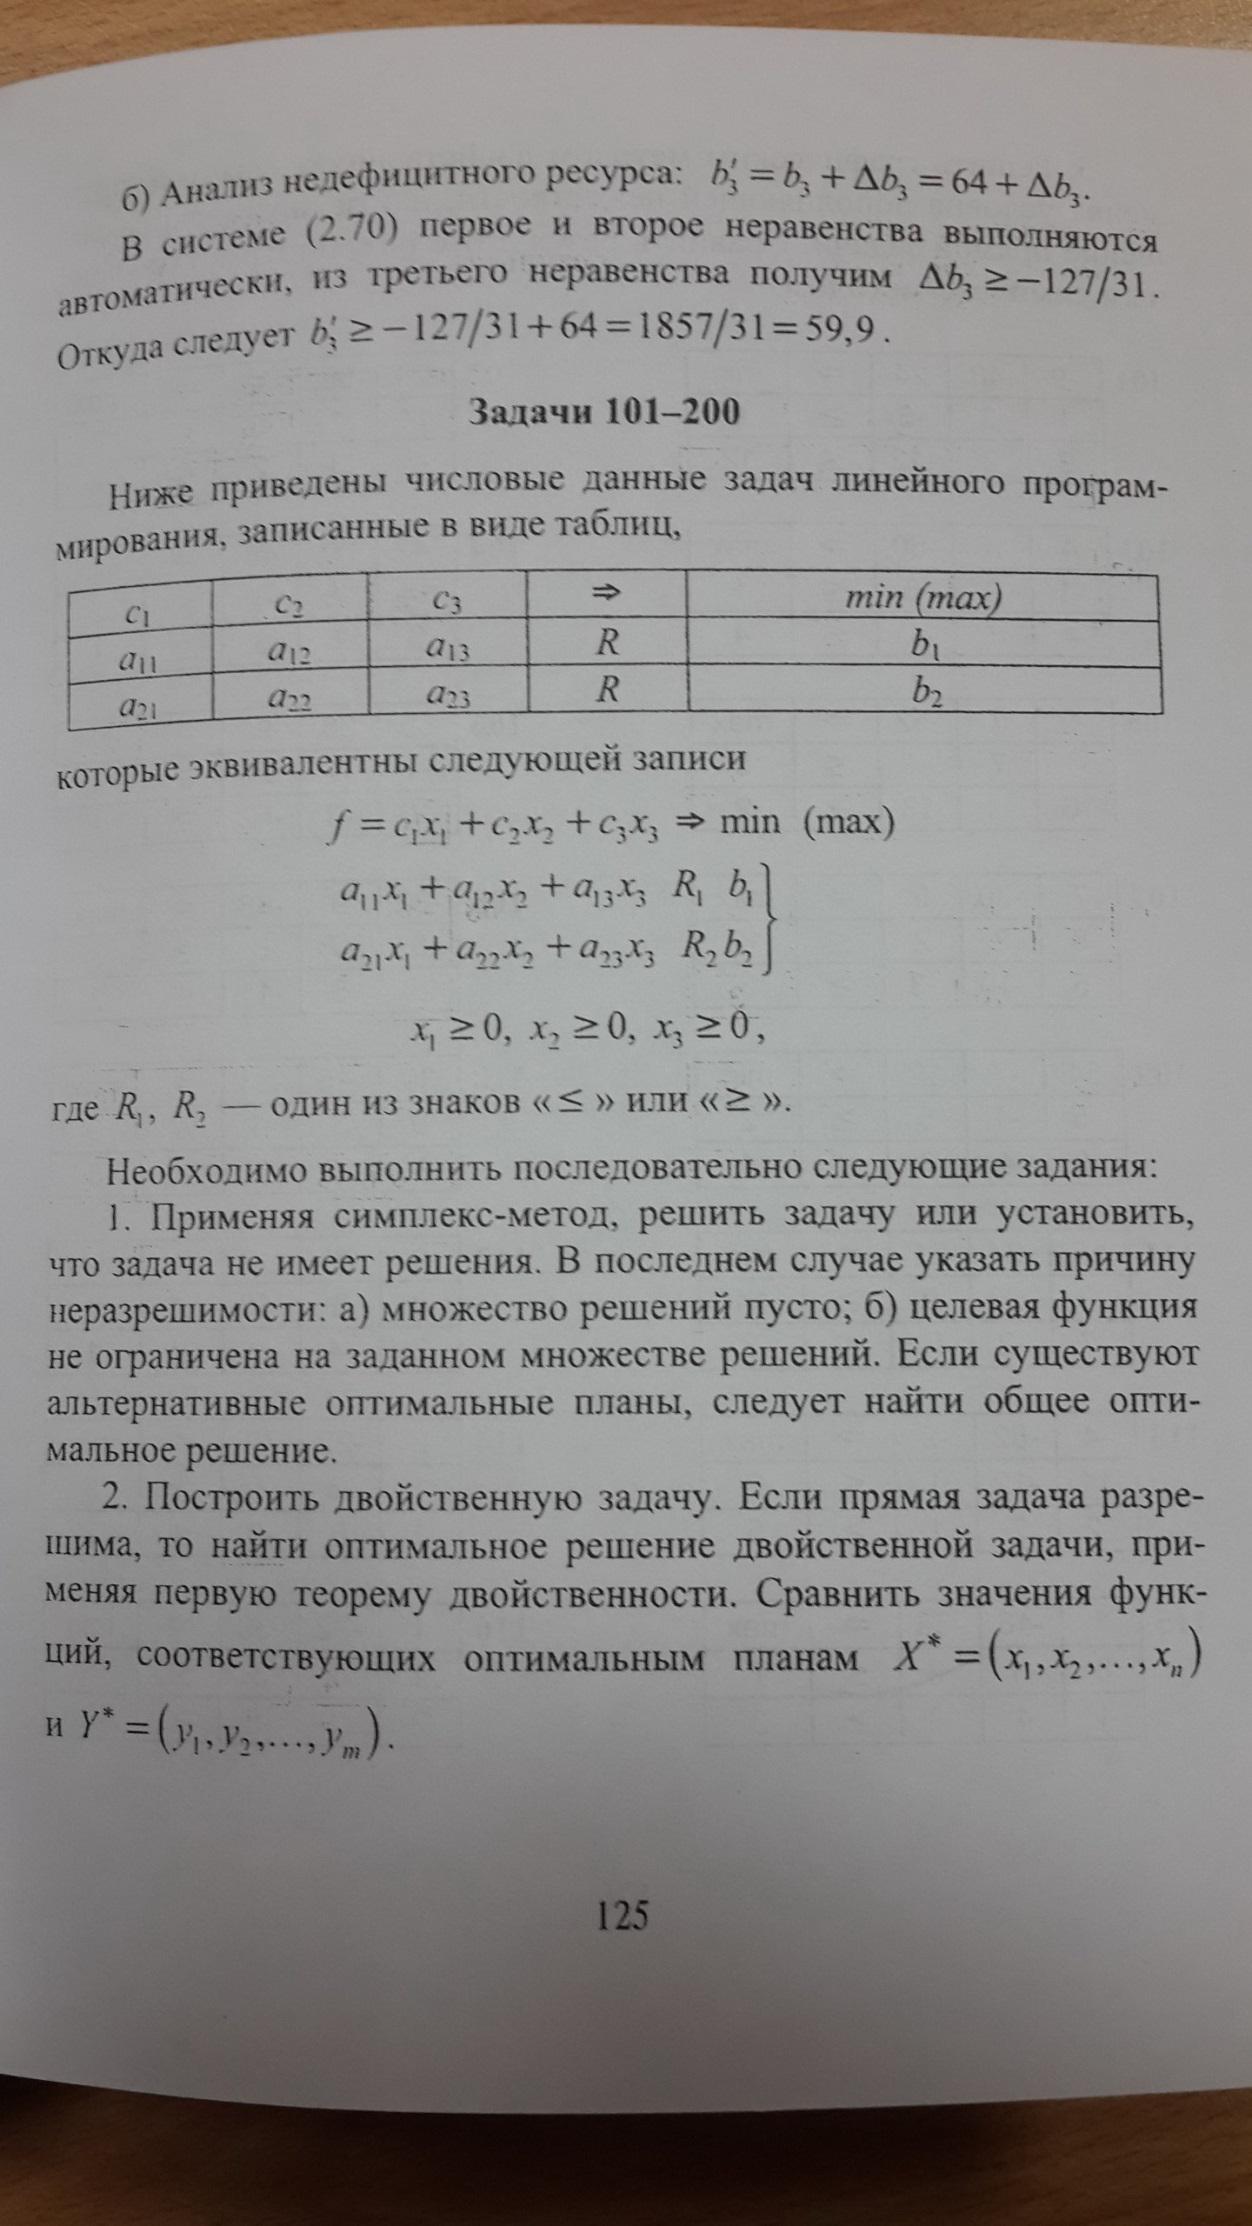 б) Анализ недефицитного ресурса: b₃′ = b₃ + Δb₃ = 64 + Δb₃.
В системе (2.70) первое и второе неравенства выполняются
автоматически, из третьего неравенства получим Δb₃ ≥ −127/31.
Откуда следует b₃′ ≥ −127/31 + 64 = 1857/31 = 59,9.
Задачи 101–200
Ниже приведены числовые данные задач линейного програм-
мирования, записанные в виде таблиц,
c₁ c₂ c₃ ⇒ min (max)
a₁₁ a₁₂ a₁₃ R b₁
a₂₁ a₂₂ a₂₃ R b₂
которые эквивалентны следующей записи
f = c₁x₁ + c₂x₂ + c₃x₃ ⇒ min (max)
a₁₁x₁ + a₁₂x₂ + a₁₃x₃ R₁ b₁
a₂₁x₁ + a₂₂x₂ + a₂₃x₃ R₂ b₂
x₁ ≥ 0, x₂ ≥ 0, x₃ ≥ 0,
где R₁, R₂ — один из знаков « ≤ » или « ≥ ».
Необходимо выполнить последовательно следующие задания:
1. Применяя симплекс-метод, решить задачу или установить,
что задача не имеет решения. В последнем случае указать причину
неразрешимости: а) множество решений пусто; б) целевая функция
не ограничена на заданном множестве решений. Если существуют
альтернативные оптимальные планы, следует найти общее опти-
мальное решение.
2. Построить двойственную задачу. Если прямая задача разре-
шима, то найти оптимальное решение двойственной задачи, при-
меняя первую теорему двойственности. Сравнить значения функ-
ций, соответствующих оптимальным планам X* = (x₁, x₂,..., xₙ)
и Y* = (y₁, y₂,..., yₘ).
125